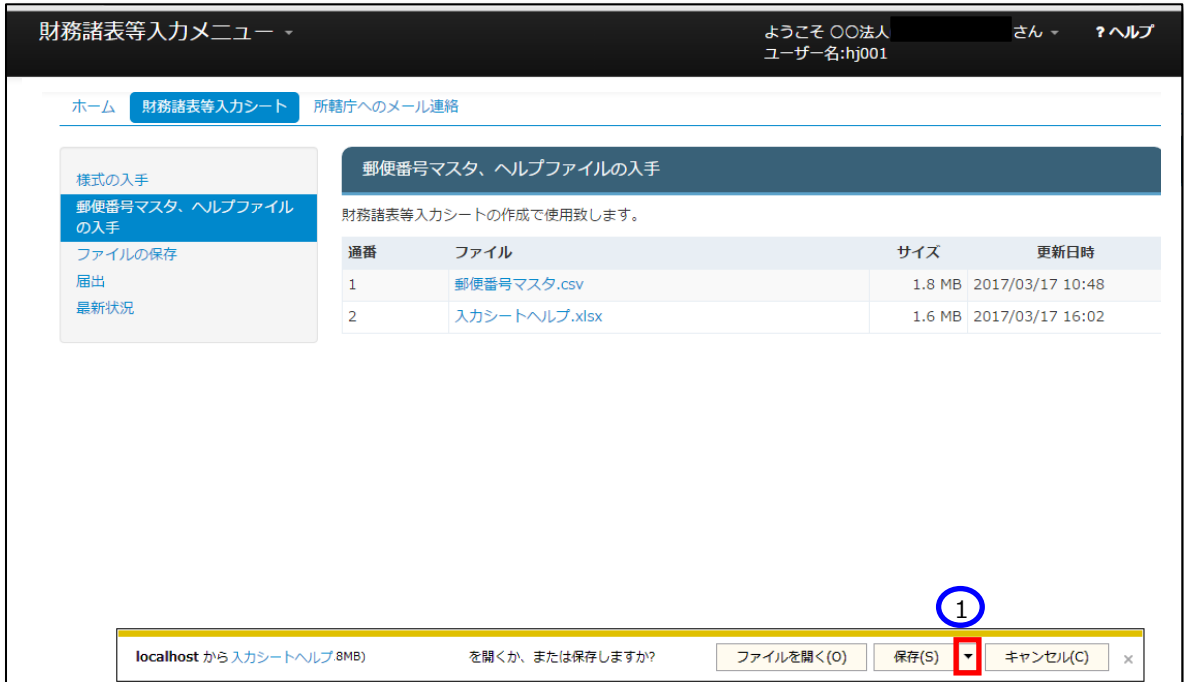 財務諸表等入力メニュー
ようこそ 〇〇法人 さん ?ヘルプ
ユーザー名:hj001
ホーム 財務諸表等入力シート 所轄庁へのメール連絡
様式の入手
郵便番号マスタ、ヘルプファイル
の入手
ファイルの保存
届出
最新状況
郵便番号マスタ、ヘルプファイルの入手
財務諸表等入力シートの作成で使用致します。
通番 ファイル サイズ 更新日時
1 郵便番号マスタ.csv 1.8 MB 2017/03/17 10:48
2 入力シートヘルプ.xlsx 1.6 MB 2017/03/17 16:02
1
localhost から 入力シートヘルプ.8MB) を開くか、または保存しますか? ファイルを開く(O) 保存(S) キャンセル(C) ×